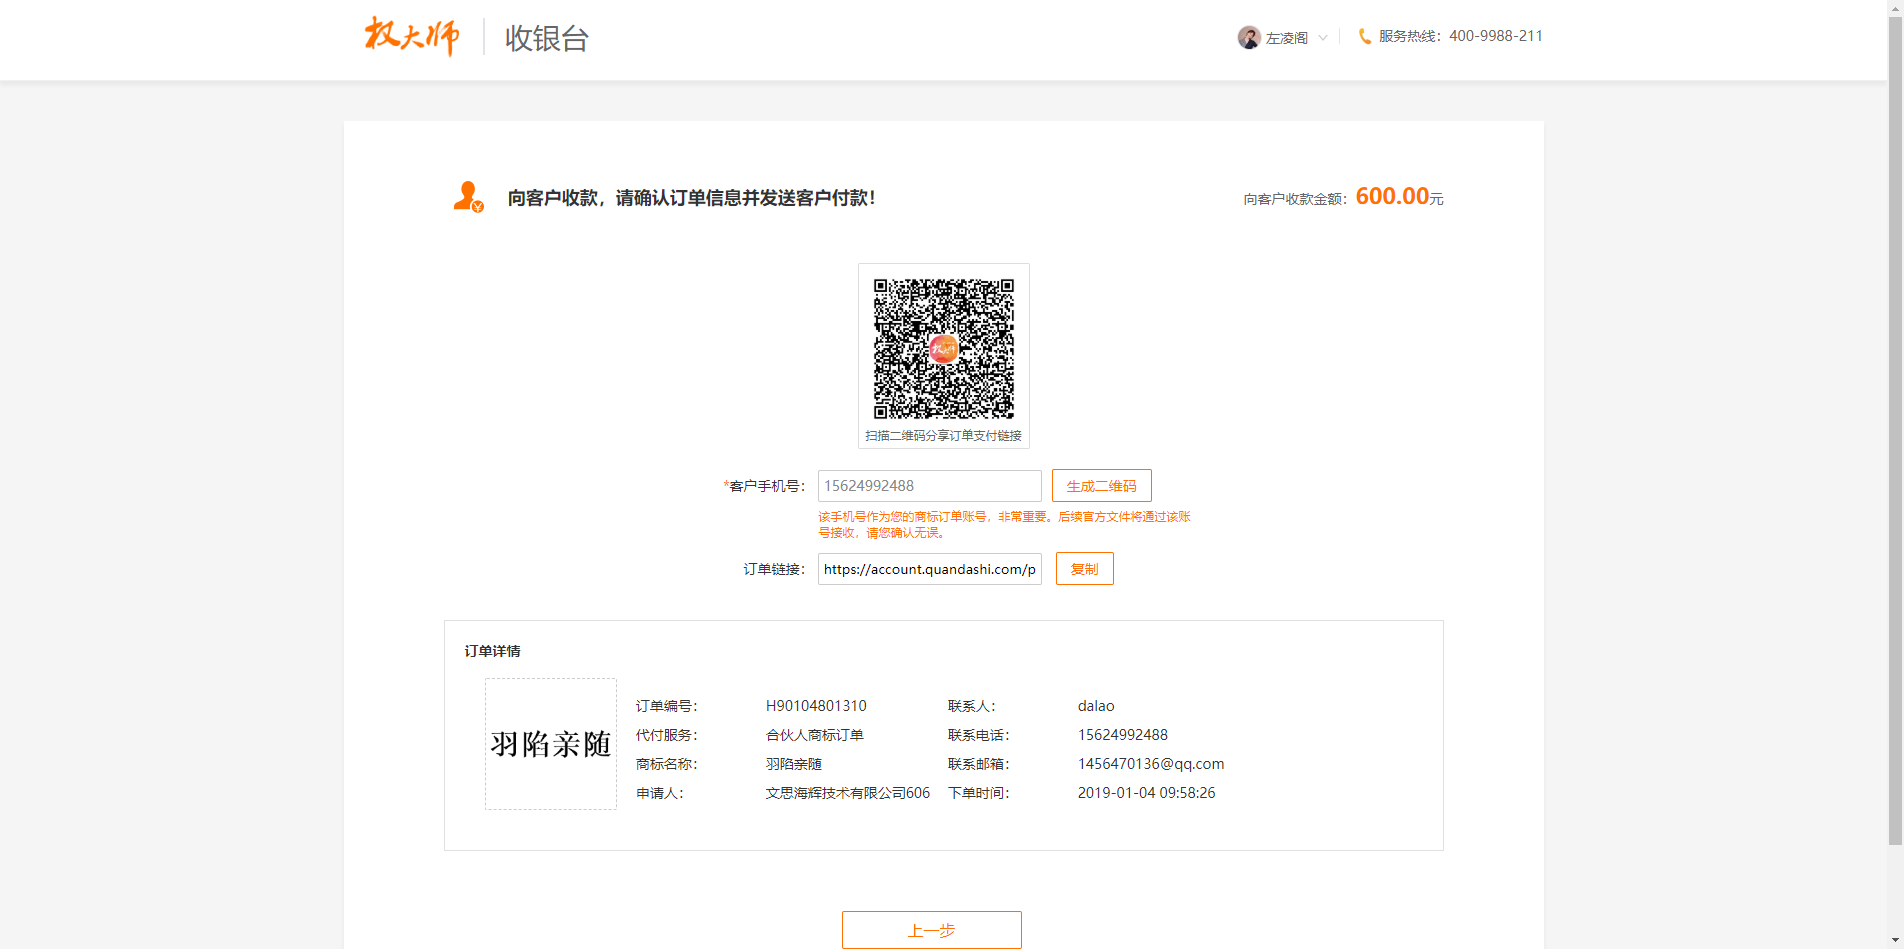 权大师 收银台
左凌阁 服务热线：400-9988-211
向客户收款，请确认订单信息并发送客户付款！
向客户收款金额：600.00元
权大师
扫描二维码分享订单支付链接
*客户手机号： 15624992488 生成二维码
该手机号作为您的商标订单账号，非常重要。后续官方文件将通过该账
号接收，请您确认无误。
订单链接： https://account.quandashi.com/p 复制
订单详情
羽陷亲随
订单编号： H90104801310 联系人： dalao
代付服务： 合伙人商标订单 联系电话： 15624992488
商标名称： 羽陷亲随 联系邮箱： 1456470136@qq.com
申请人： 文思海辉技术有限公司606 下单时间： 2019-01-04 09:58:26
上一步